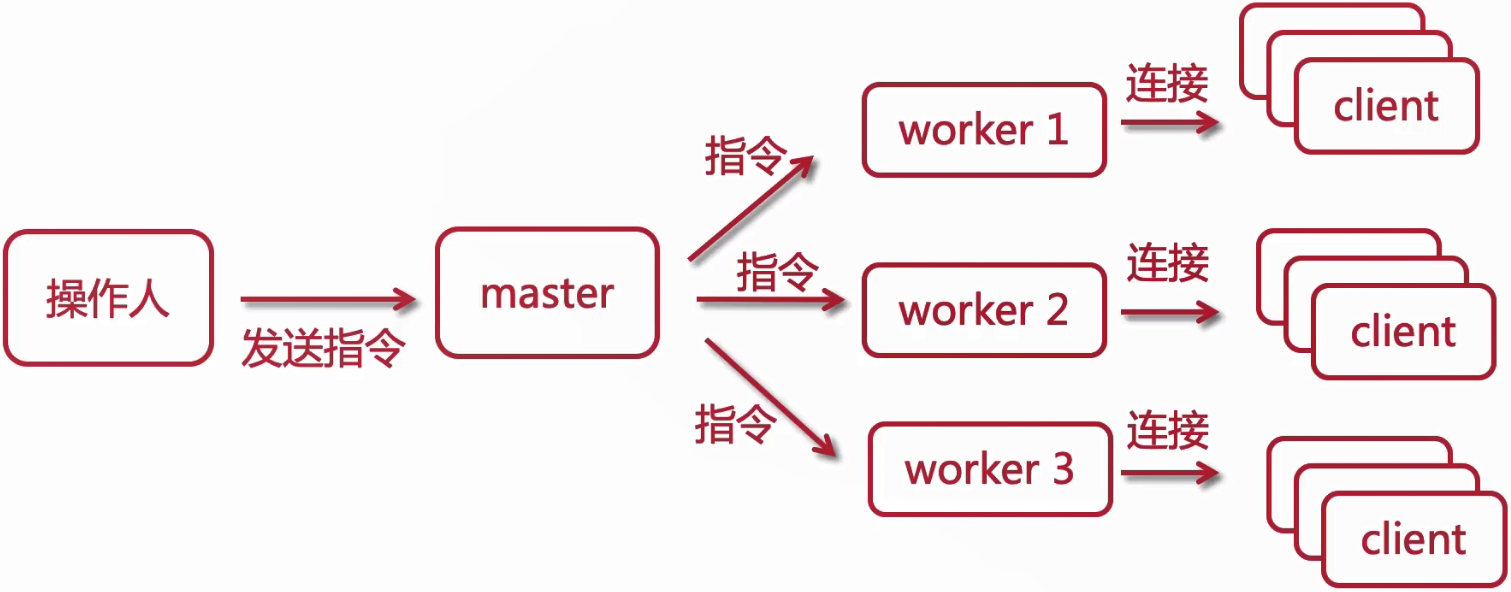 操作人
发送指令
master
指令
worker 1
连接
client
指令
worker 2
连接
client
指令
worker 3
连接
client